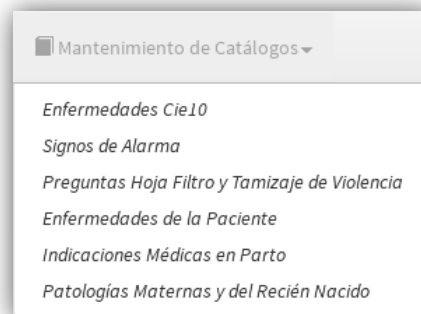 Mantenimiento de Catálogos
Enfermedades Cie10
Signos de Alarma
Preguntas Hoja Filtro y Tamizaje de Violencia
Enfermedades de la Paciente
Indicaciones Médicas en Parto
Patologías Maternas y del Recién Nacido